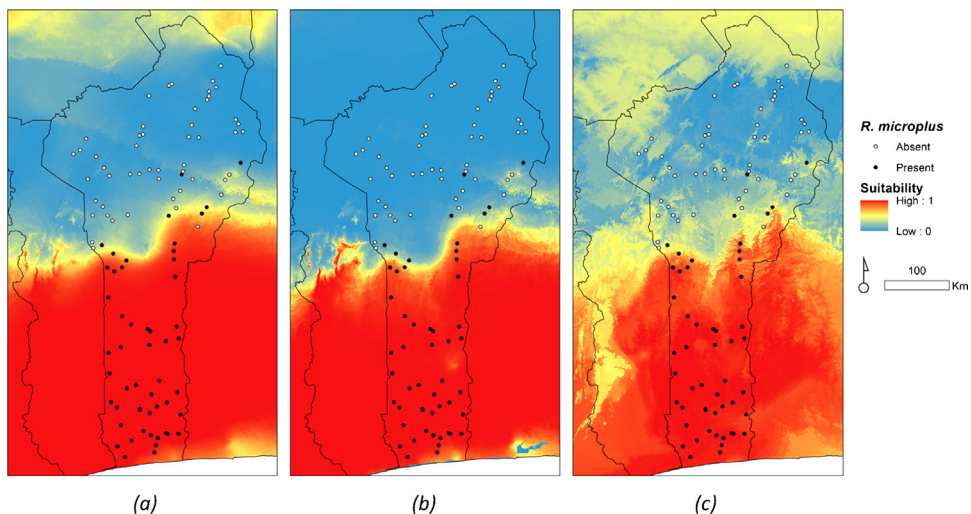 R. microplus
Absent
Present
Suitability
High : 1
Low : 0
100
Km
(a)
(b)
(c)